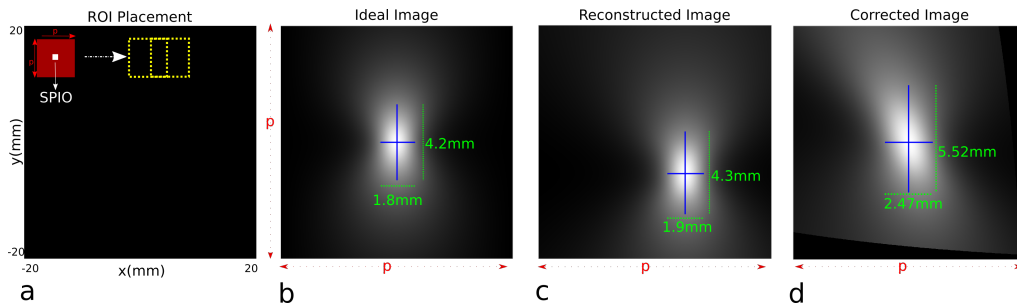 ROI Placement
20
p
p
SPIO
y(mm)
-20
-20
x(mm)
20
a
Ideal Image
p
4.2mm
1.8mm
p
b
Reconstructed Image
4.3mm
1.9mm
p
c
Corrected Image
5.52mm
2.47mm
p
d